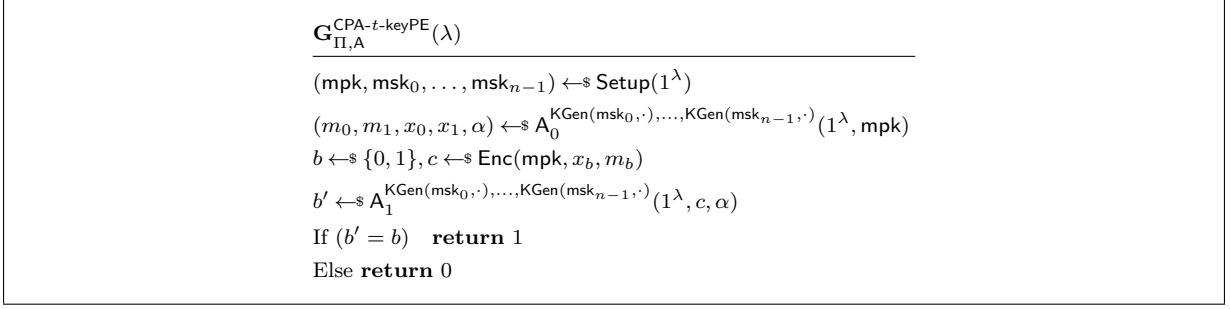 G^{CPA-t-keyPE}_{Π,A}(λ)
(mpk, msk_0, …, msk_{n−1}) ←$ Setup(1^λ)
(m_0, m_1, x_0, x_1, α) ←$ A_0^{KGen(msk_0,·),…,KGen(msk_{n−1},·)}(1^λ, mpk)
b ←$ {0, 1}, c ←$ Enc(mpk, x_b, m_b)
b′ ←$ A_1^{KGen(msk_0,·),…,KGen(msk_{n−1},·)}(1^λ, c, α)
If (b′ = b) return 1
Else return 0